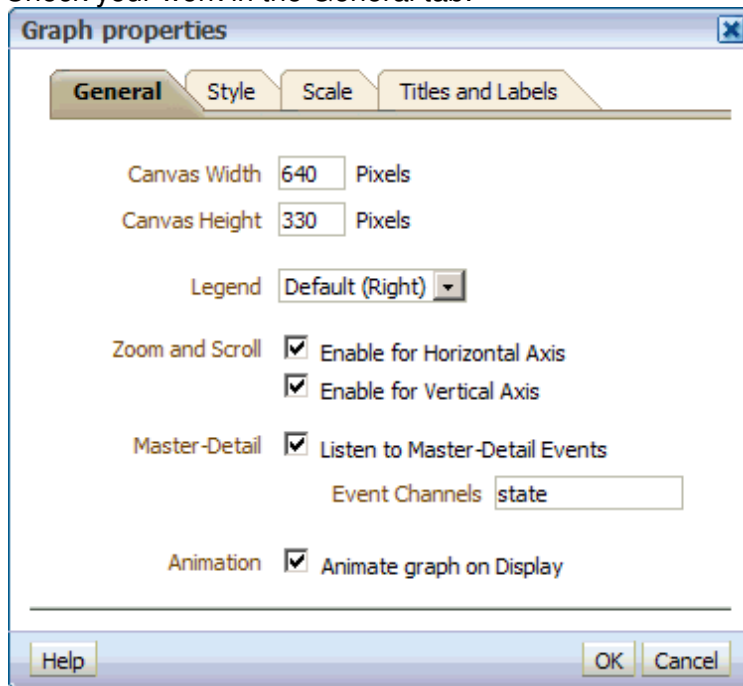 Check your work in the General tab.
Graph properties
General Style Scale Titles and Labels
Canvas Width 640 Pixels
Canvas Height 330 Pixels
Legend Default (Right)
Zoom and Scroll Enable for Horizontal Axis
Enable for Vertical Axis
Master-Detail Listen to Master-Detail Events
Event Channels state
Animation Animate graph on Display
Help OK Cancel